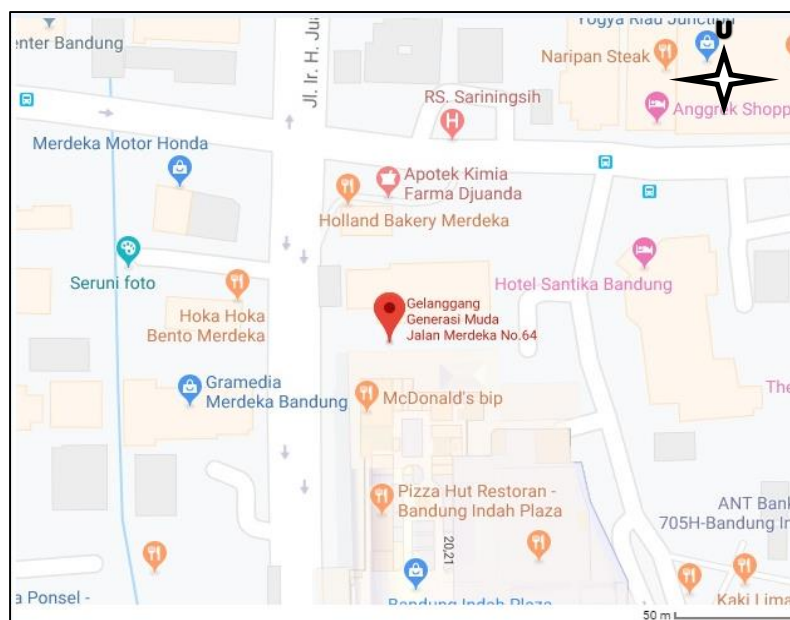 Yogya Riau Junction
U
enter Bandung
Naripan Steak
Jl. Ir. H. Jua
RS. Sariningsih
Anggrek Shopp
Merdeka Motor Honda
Apotek Kimia
Farma Djuanda
Holland Bakery Merdeka
Seruni foto
Hotel Santika Bandung
Hoka Hoka
Bento Merdeka
Gelanggang
Generasi Muda
Jalan Merdeka No.64
Gramedia
Merdeka Bandung
McDonald's bip
The
Pizza Hut Restoran -
Bandung Indah Plaza
ANT Bank
705H-Bandung In
20,21
a Ponsel -
Bandung Indah Plaza
Kaki Lima
50 m